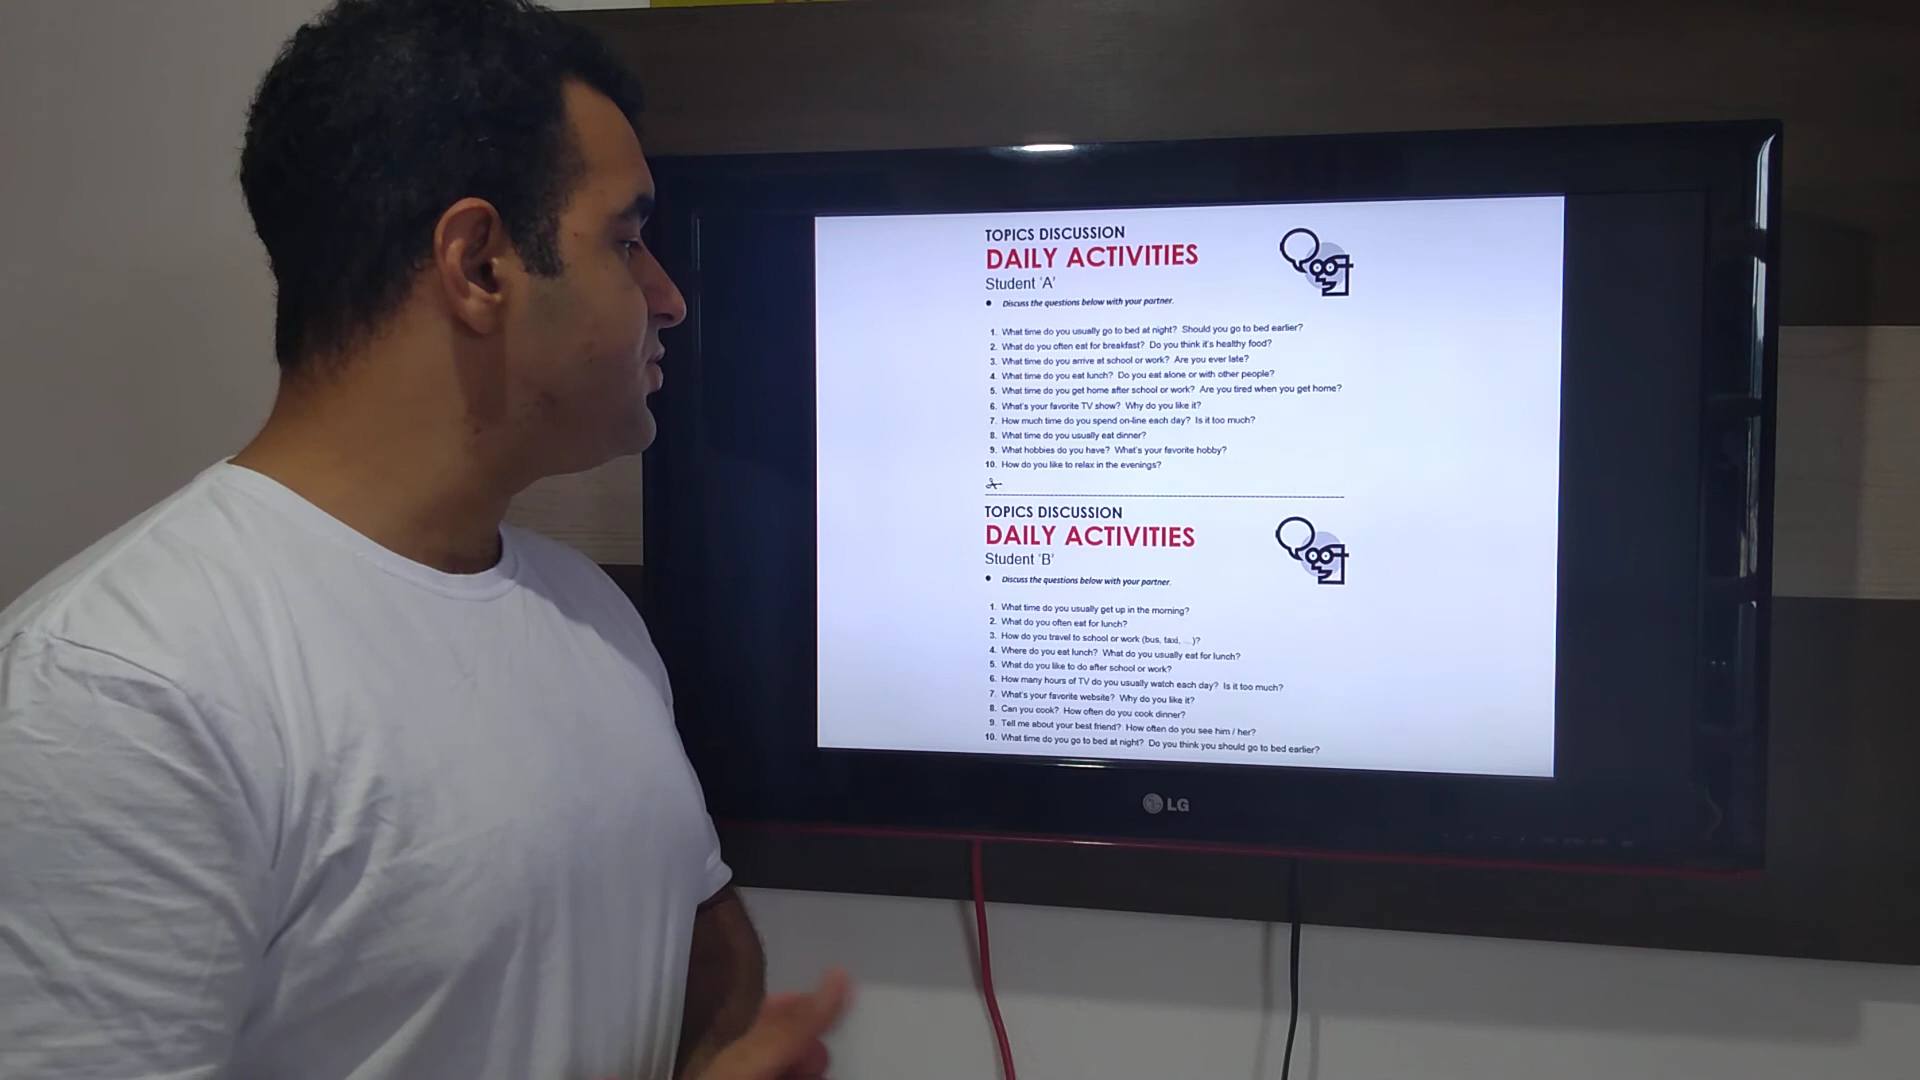 TOPICS DISCUSSION
DAILY ACTIVITIES
Student 'A'
• Discuss the questions below with your partner.
1. What time do you usually go to bed at night? Should you go to bed earlier?
2. What do you often eat for breakfast? Do you think it's healthy food?
3. What time do you arrive at school or work? Are you ever late?
4. What time do you eat lunch? Do you eat alone or with other people?
5. What time do you get home after school or work? Are you tired when you get home?
6. What's your favorite TV show? Why do you like it?
7. How much time do you spend on-line each day? Is it too much?
8. What time do you usually eat dinner?
9. What hobbies do you have? What's your favorite hobby?
10. How do you like to relax in the evenings?
TOPICS DISCUSSION
DAILY ACTIVITIES
Student 'B'
• Discuss the questions below with your partner.
1. What time do you usually get up in the morning?
2. What do you often eat for lunch?
3. How do you travel to school or work (bus, taxi, ...)?
4. Where do you eat lunch? What do you usually eat for lunch?
5. What do you like to do after school or work?
6. How many hours of TV do you usually watch each day? Is it too much?
7. What's your favorite website? Why do you like it?
8. Can you cook? How often do you cook dinner?
9. Tell me about your best friend? How often do you see him / her?
10. What time do you go to bed at night? Do you think you should go to bed earlier?
LG